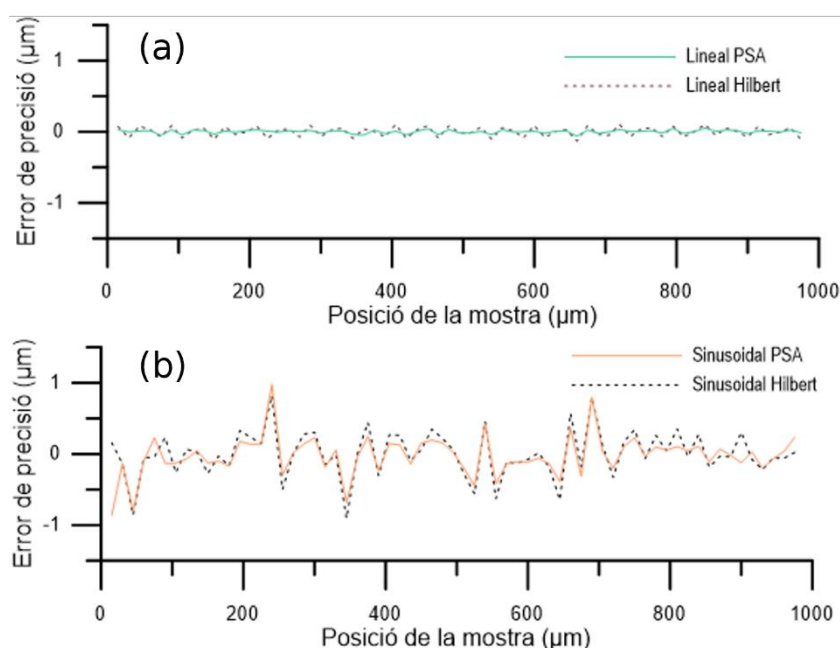 (a)
Lineal PSA
Lineal Hilbert
Error de precisió (µm)
1
0
-1
0 200 400 600 800 1000
Posició de la mostra (µm)
(b)
Sinusoidal PSA
Sinusoidal Hilbert
Error de precisió (µm)
1
0
-1
0 200 400 600 800 1000
Posició de la mostra (µm)